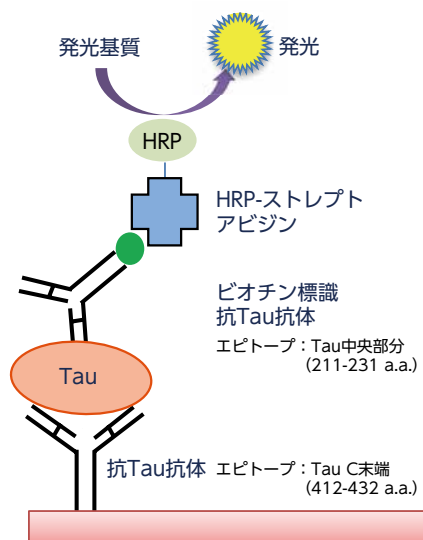 発光基質
発光
HRP
HRP-ストレプト
アビジン
ビオチン標識
抗Tau抗体
エピトープ：Tau中央部分
(211-231 a.a.)
Tau
抗Tau抗体 エピトープ：Tau C末端
(412-432 a.a.)